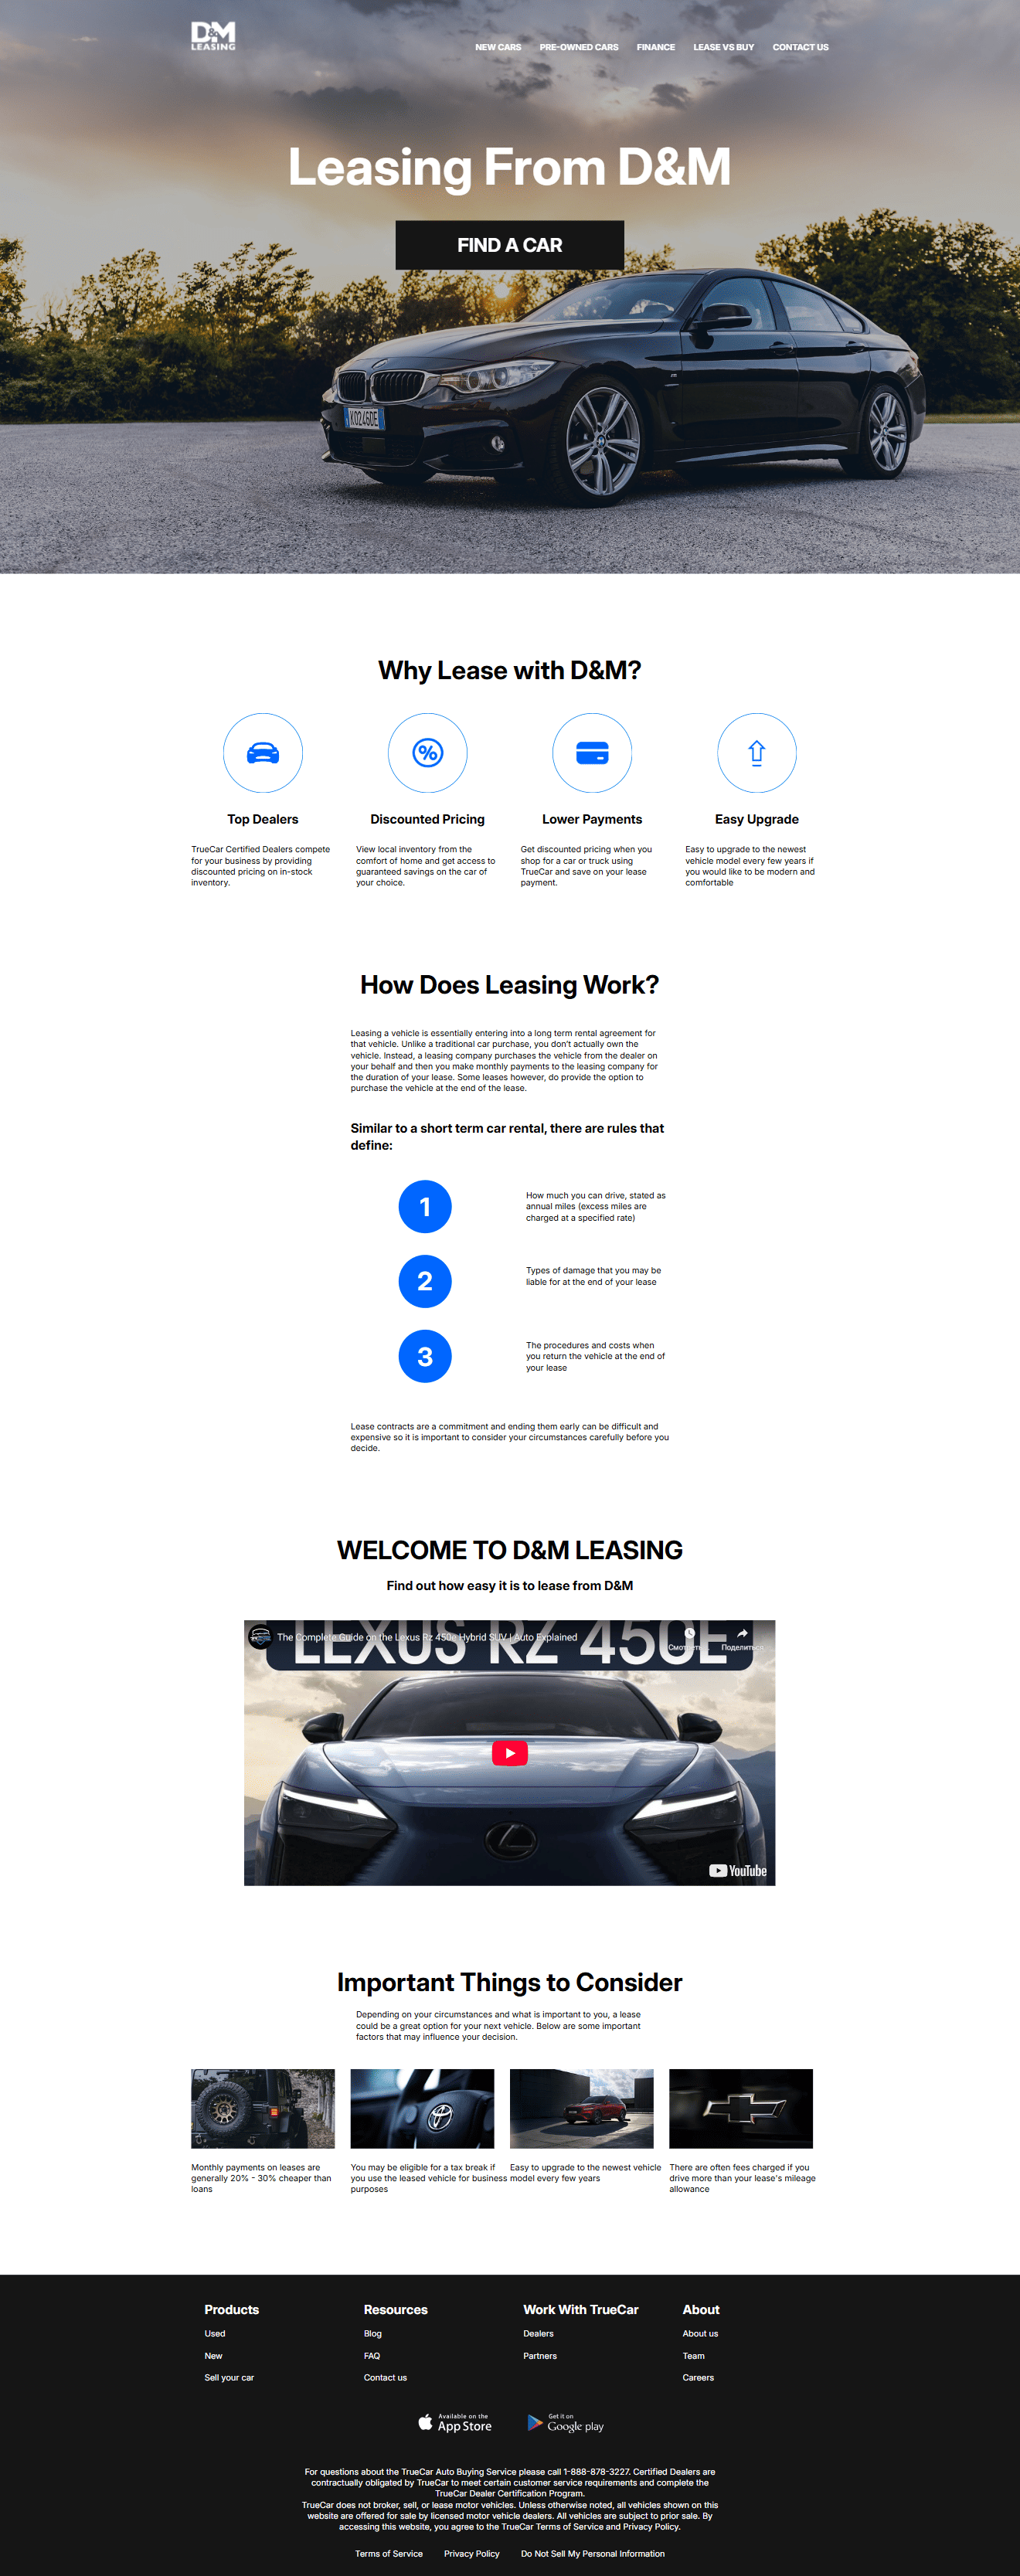 D&M
LEASING
NEW CARS
PRE-OWNED CARS
FINANCE
LEASE VS BUY
CONTACT US
Leasing From D&M
FIND A CAR
KO246DE
Why Lease with D&M?
Top Dealers
TrueCar Certified Dealers compete
for your business by providing
discounted pricing on in-stock
inventory.
Discounted Pricing
View local inventory from the
comfort of home and get access to
guaranteed savings on the car of
your choice.
Lower Payments
Get discounted pricing when you
shop for a car or truck using
TrueCar and save on your lease
payment.
Easy Upgrade
Easy to upgrade to the newest
vehicle model every few years if
you would like to be modern and
comfortable
How Does Leasing Work?
Leasing a vehicle is essentially entering into a long term rental agreement for
that vehicle. Unlike a traditional car purchase, you don't actually own the
vehicle. Instead, a leasing company purchases the vehicle from the dealer on
your behalf and then you make monthly payments to the leasing company for
the duration of your lease. Some leases however, do provide the option to
purchase the vehicle at the end of the lease.
Similar to a short term car rental, there are rules that
define:
1
How much you can drive, stated as
annual miles (excess miles are
charged at a specified rate)
2
Types of damage that you may be
liable for at the end of your lease
3
The procedures and costs when
you return the vehicle at the end of
your lease
Lease contracts are a commitment and ending them early can be difficult and
expensive so it is important to consider your circumstances carefully before you
decide.
WELCOME TO D&M LEASING
Find out how easy it is to lease from D&M
LEXUS RZ 450E
The Complete Guide on the Lexus Rz 450e Hybrid SUV | Auto Explained
Поделиться
YouTube
Important Things to Consider
Depending on your circumstances and what is important to you, a lease
could be a great option for your next vehicle. Below are some important
factors that may influence your decision.
Monthly payments on leases are
generally 20% - 30% cheaper than
loans
You may be eligible for a tax break if
you use the leased vehicle for business
purposes
Easy to upgrade to the newest vehicle
model every few years
There are often fees charged if you
drive more than your lease's mileage
allowance
Products
Used
New
Sell your car
Resources
Blog
FAQ
Contact us
Work With TrueCar
Dealers
Partners
About
About us
Team
Careers
Available on the
App Store
Get it on
Google play
For questions about the TrueCar Auto Buying Service please call 1-888-878-3227. Certified Dealers are
contractually obligated by TrueCar to meet certain customer service requirements and complete the
TrueCar Dealer Certification Program.
TrueCar does not broker, sell, or lease motor vehicles. Unless otherwise noted, all vehicles shown on this
website are offered for sale by licensed motor vehicle dealers. All vehicles are subject to prior sale. By
accessing this website, you agree to the TrueCar Terms of Service and Privacy Policy.
Terms of Service
Privacy Policy
Do Not Sell My Personal Information